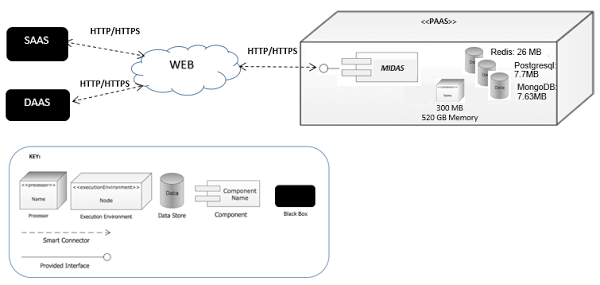 <<PAAS>>
HTTP/HTTPS
SAAS
HTTP/HTTPS
WEB
HTTP/HTTPS
DAAS
MIDAS
Redis: 26 MB
Postgresql:
7.7MB
MongoDB:
7.63MB
Data
300 MB
520 GB Memory
KEY:
<<processor>>
Name
Processor
<<executionEnvironment>>
Node
Execution Environment
Data
Data Store
Component
Name
Component
Black Box
Smart Connector
Provided Interface